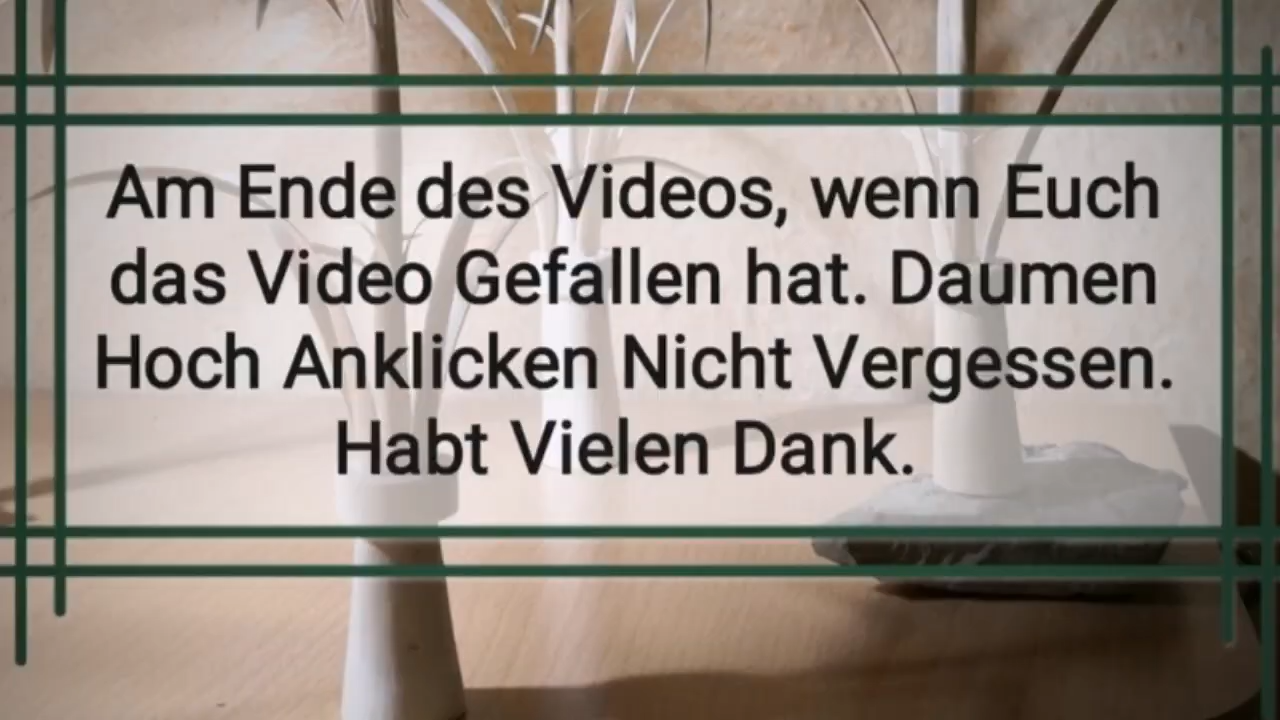 Am Ende des Videos, wenn Euch
das Video Gefallen hat. Daumen
Hoch Anklicken Nicht Vergessen.
Habt Vielen Dank.